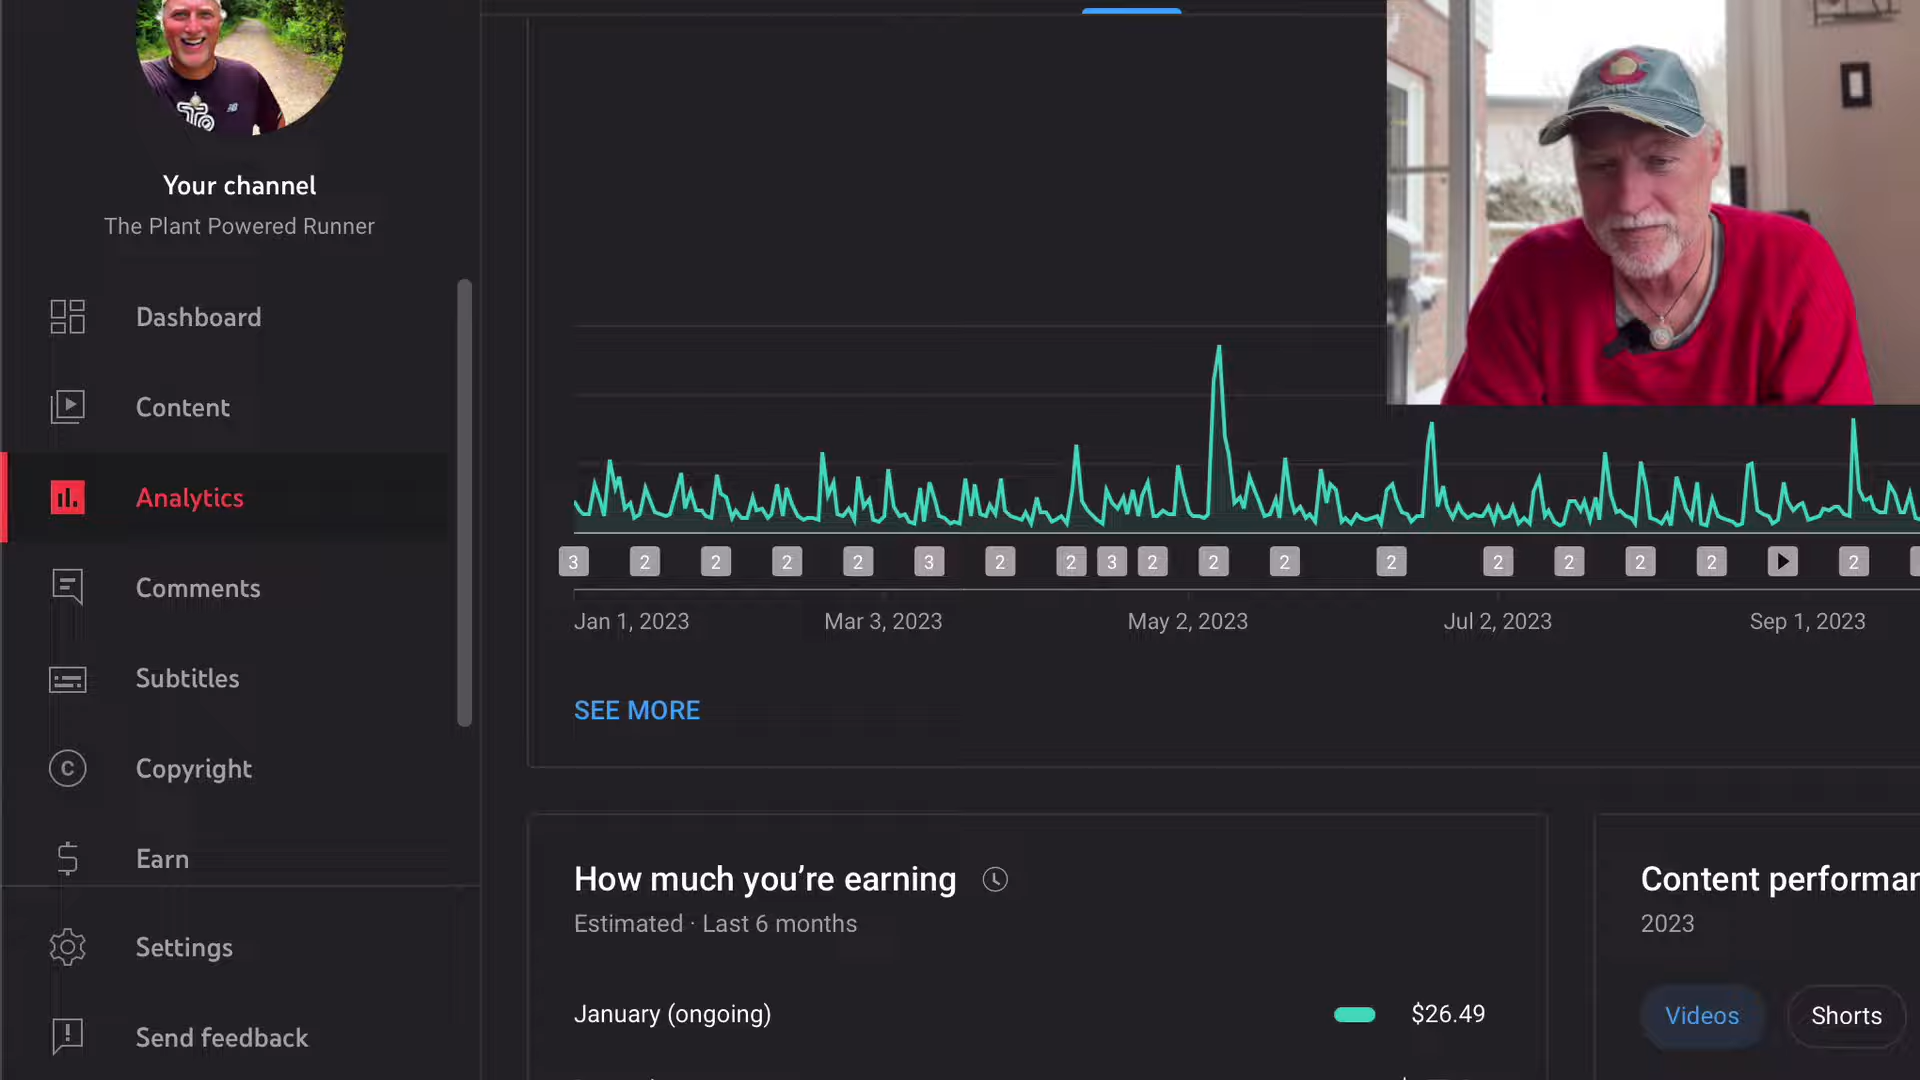 Your channel
The Plant Powered Runner
Dashboard
Content
Analytics
Comments
Subtitles
Copyright
Earn
Settings
Send feedback
3 2 2 2 2 3 2 2 3 2 2 2 2 2 2 2 2 2
Jan 1, 2023 Mar 3, 2023 May 2, 2023 Jul 2, 2023 Sep 1, 2023
SEE MORE
How much you're earning
Estimated · Last 6 months
January (ongoing) $26.49
Content performan
2023
Videos Shorts